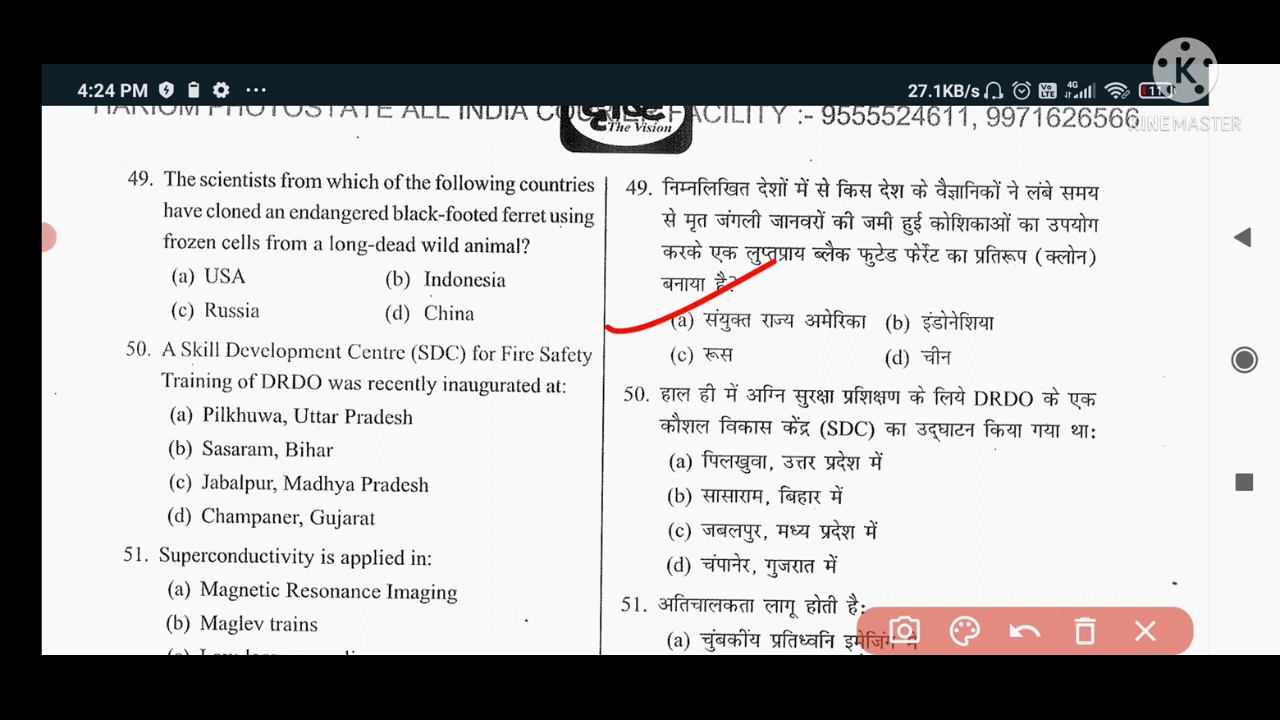 4:24 PM
27.1KB/s
Vo LTE
4G
11
K
KINEMASTER
HARIOM PHOTOSTATE ALL INDIA COURIER FACILITY :- 9555524611, 9971626566
The Vision
49. The scientists from which of the following countries
have cloned an endangered black-footed ferret using
frozen cells from a long-dead wild animal?
(a) USA
(b) Indonesia
(c) Russia
(d) China
50. A Skill Development Centre (SDC) for Fire Safety
Training of DRDO was recently inaugurated at:
(a) Pilkhuwa, Uttar Pradesh
(b) Sasaram, Bihar
(c) Jabalpur, Madhya Pradesh
(d) Champaner, Gujarat
51. Superconductivity is applied in:
(a) Magnetic Resonance Imaging
(b) Maglev trains
49. निम्नलिखित देशों में से किस देश के वैज्ञानिकों ने लंबे समय
से मृत जंगली जानवरों की जमी हुई कोशिकाओं का उपयोग
करके एक लुप्तप्राय ब्लैक फुटेड फेर्रेट का प्रतिरूप (क्लोन)
बनाया है?
(a) संयुक्त राज्य अमेरिका (b) इंडोनेशिया
(c) रूस
(d) चीन
50. हाल ही में अग्नि सुरक्षा प्रशिक्षण के लिये DRDO के एक
कौशल विकास केंद्र (SDC) का उद्घाटन किया गया था:
(a) पिलखुवा, उत्तर प्रदेश में
(b) सासाराम, बिहार में
(c) जबलपुर, मध्य प्रदेश में
(d) चंपानेर, गुजरात में
51. अतिचालकता लागू होती है:
(a) चुंबकीय प्रतिध्वनि इमेजिंग में